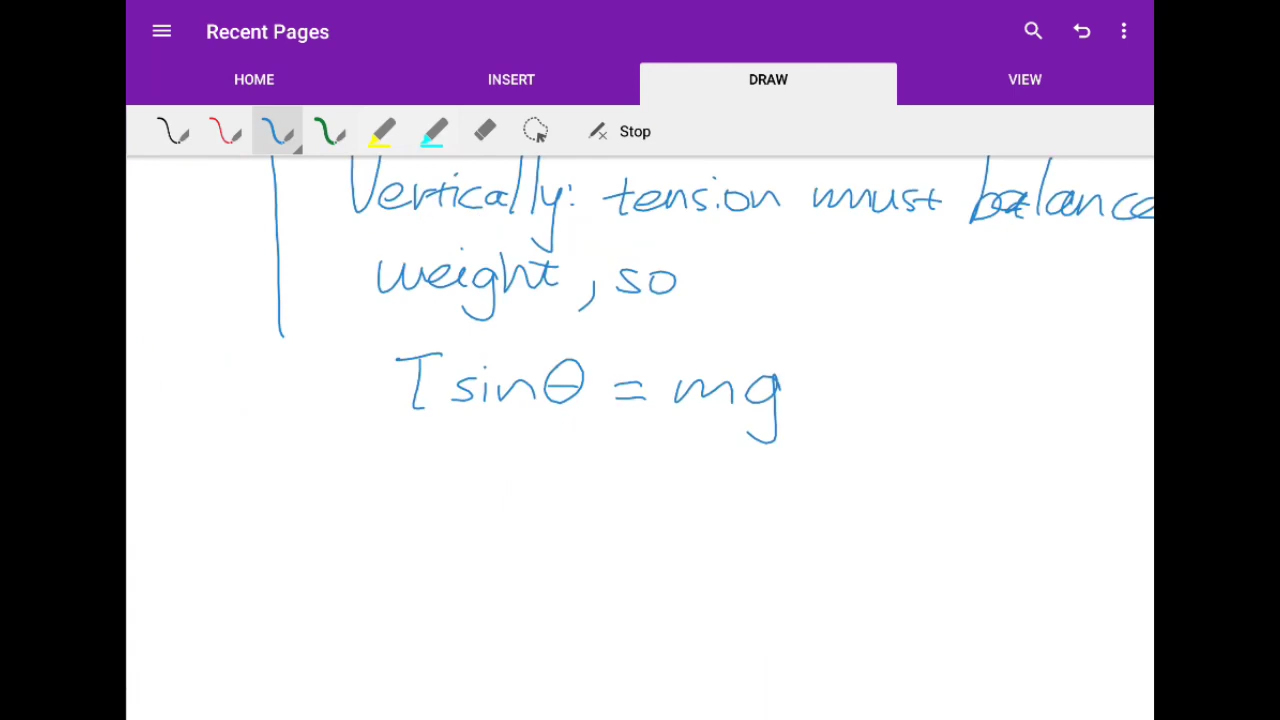 Recent Pages
HOME INSERT DRAW VIEW
Stop
Vertically: tension must balance
weight, so
T sinθ = mg